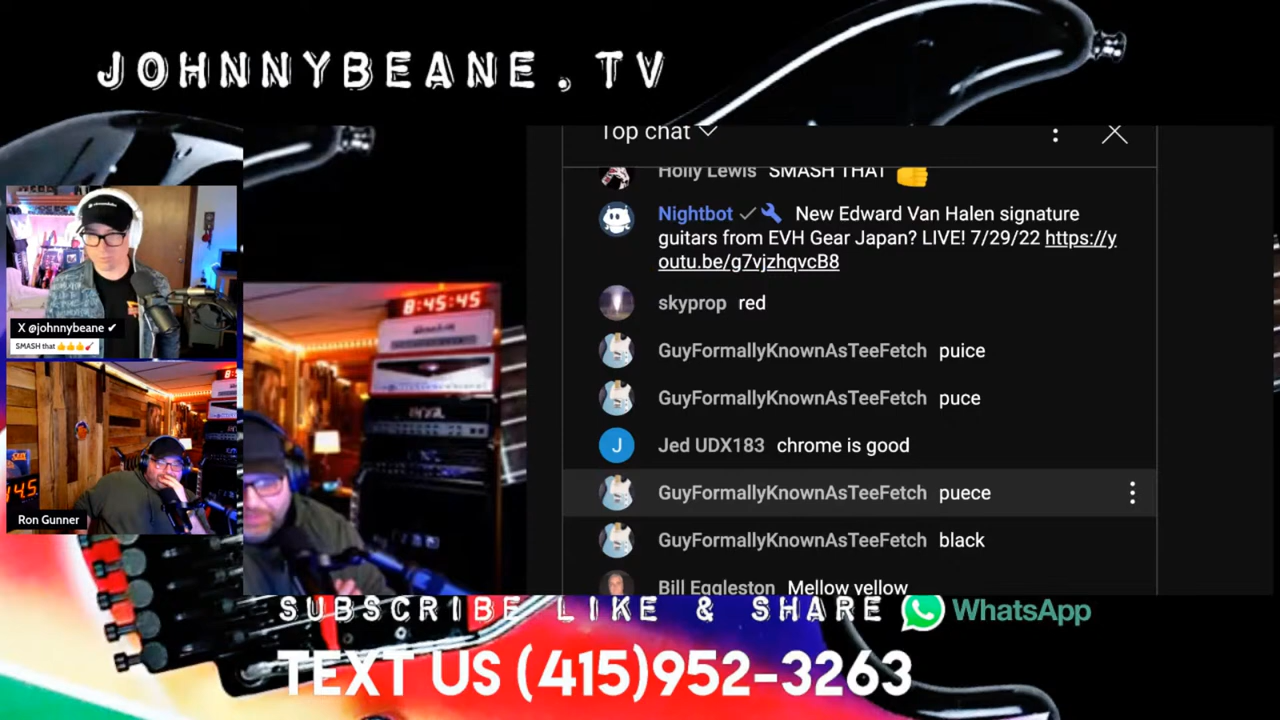 JOHNNYBEANE.TV
Top chat
Holly Lewis SMASH THAT
Nightbot New Edward Van Halen signature
guitars from EVH Gear Japan? LIVE! 7/29/22 https://y
outu.be/g7vjzhqvcB8
skyprop red
GuyFormallyKnownAsTeeFetch puice
GuyFormallyKnownAsTeeFetch puce
J Jed UDX183 chrome is good
GuyFormallyKnownAsTeeFetch puece
GuyFormallyKnownAsTeeFetch black
Bill Eggleston Mellow yellow
X @johnnybeane ✔
SMASH that 👍👍👍🎸
Ron Gunner
8:45:45
SUBSCRIBE LIKE & SHARE WhatsApp
TEXT US (415)952-3263